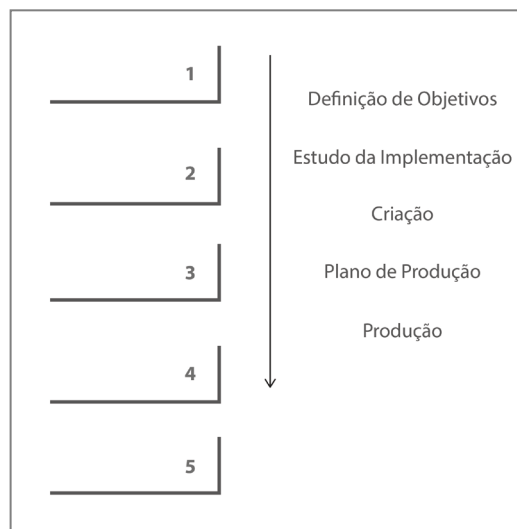 1
Definição de Objetivos
Estudo da Implementação
2
Criação
3
Plano de Produção
Produção
4
5